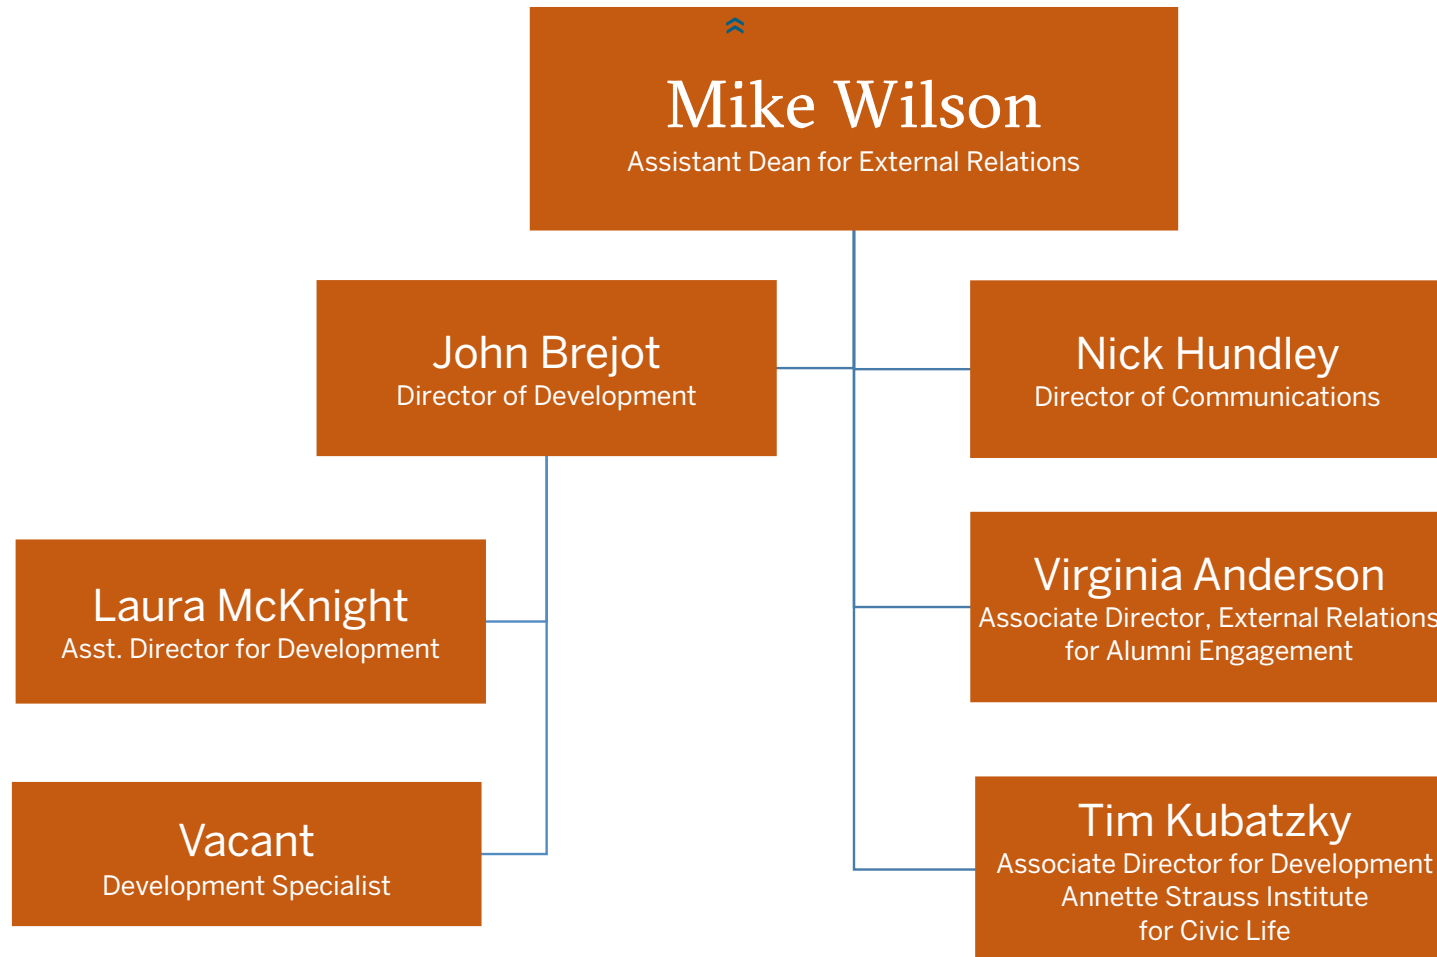 Mike Wilson
Assistant Dean for External Relations
John Brejot
Director of Development
Nick Hundley
Director of Communications
Laura McKnight
Asst. Director for Development
Virginia Anderson
Associate Director, External Relations
for Alumni Engagement
Vacant
Development Specialist
Tim Kubatzky
Associate Director for Development
Annette Strauss Institute
for Civic Life